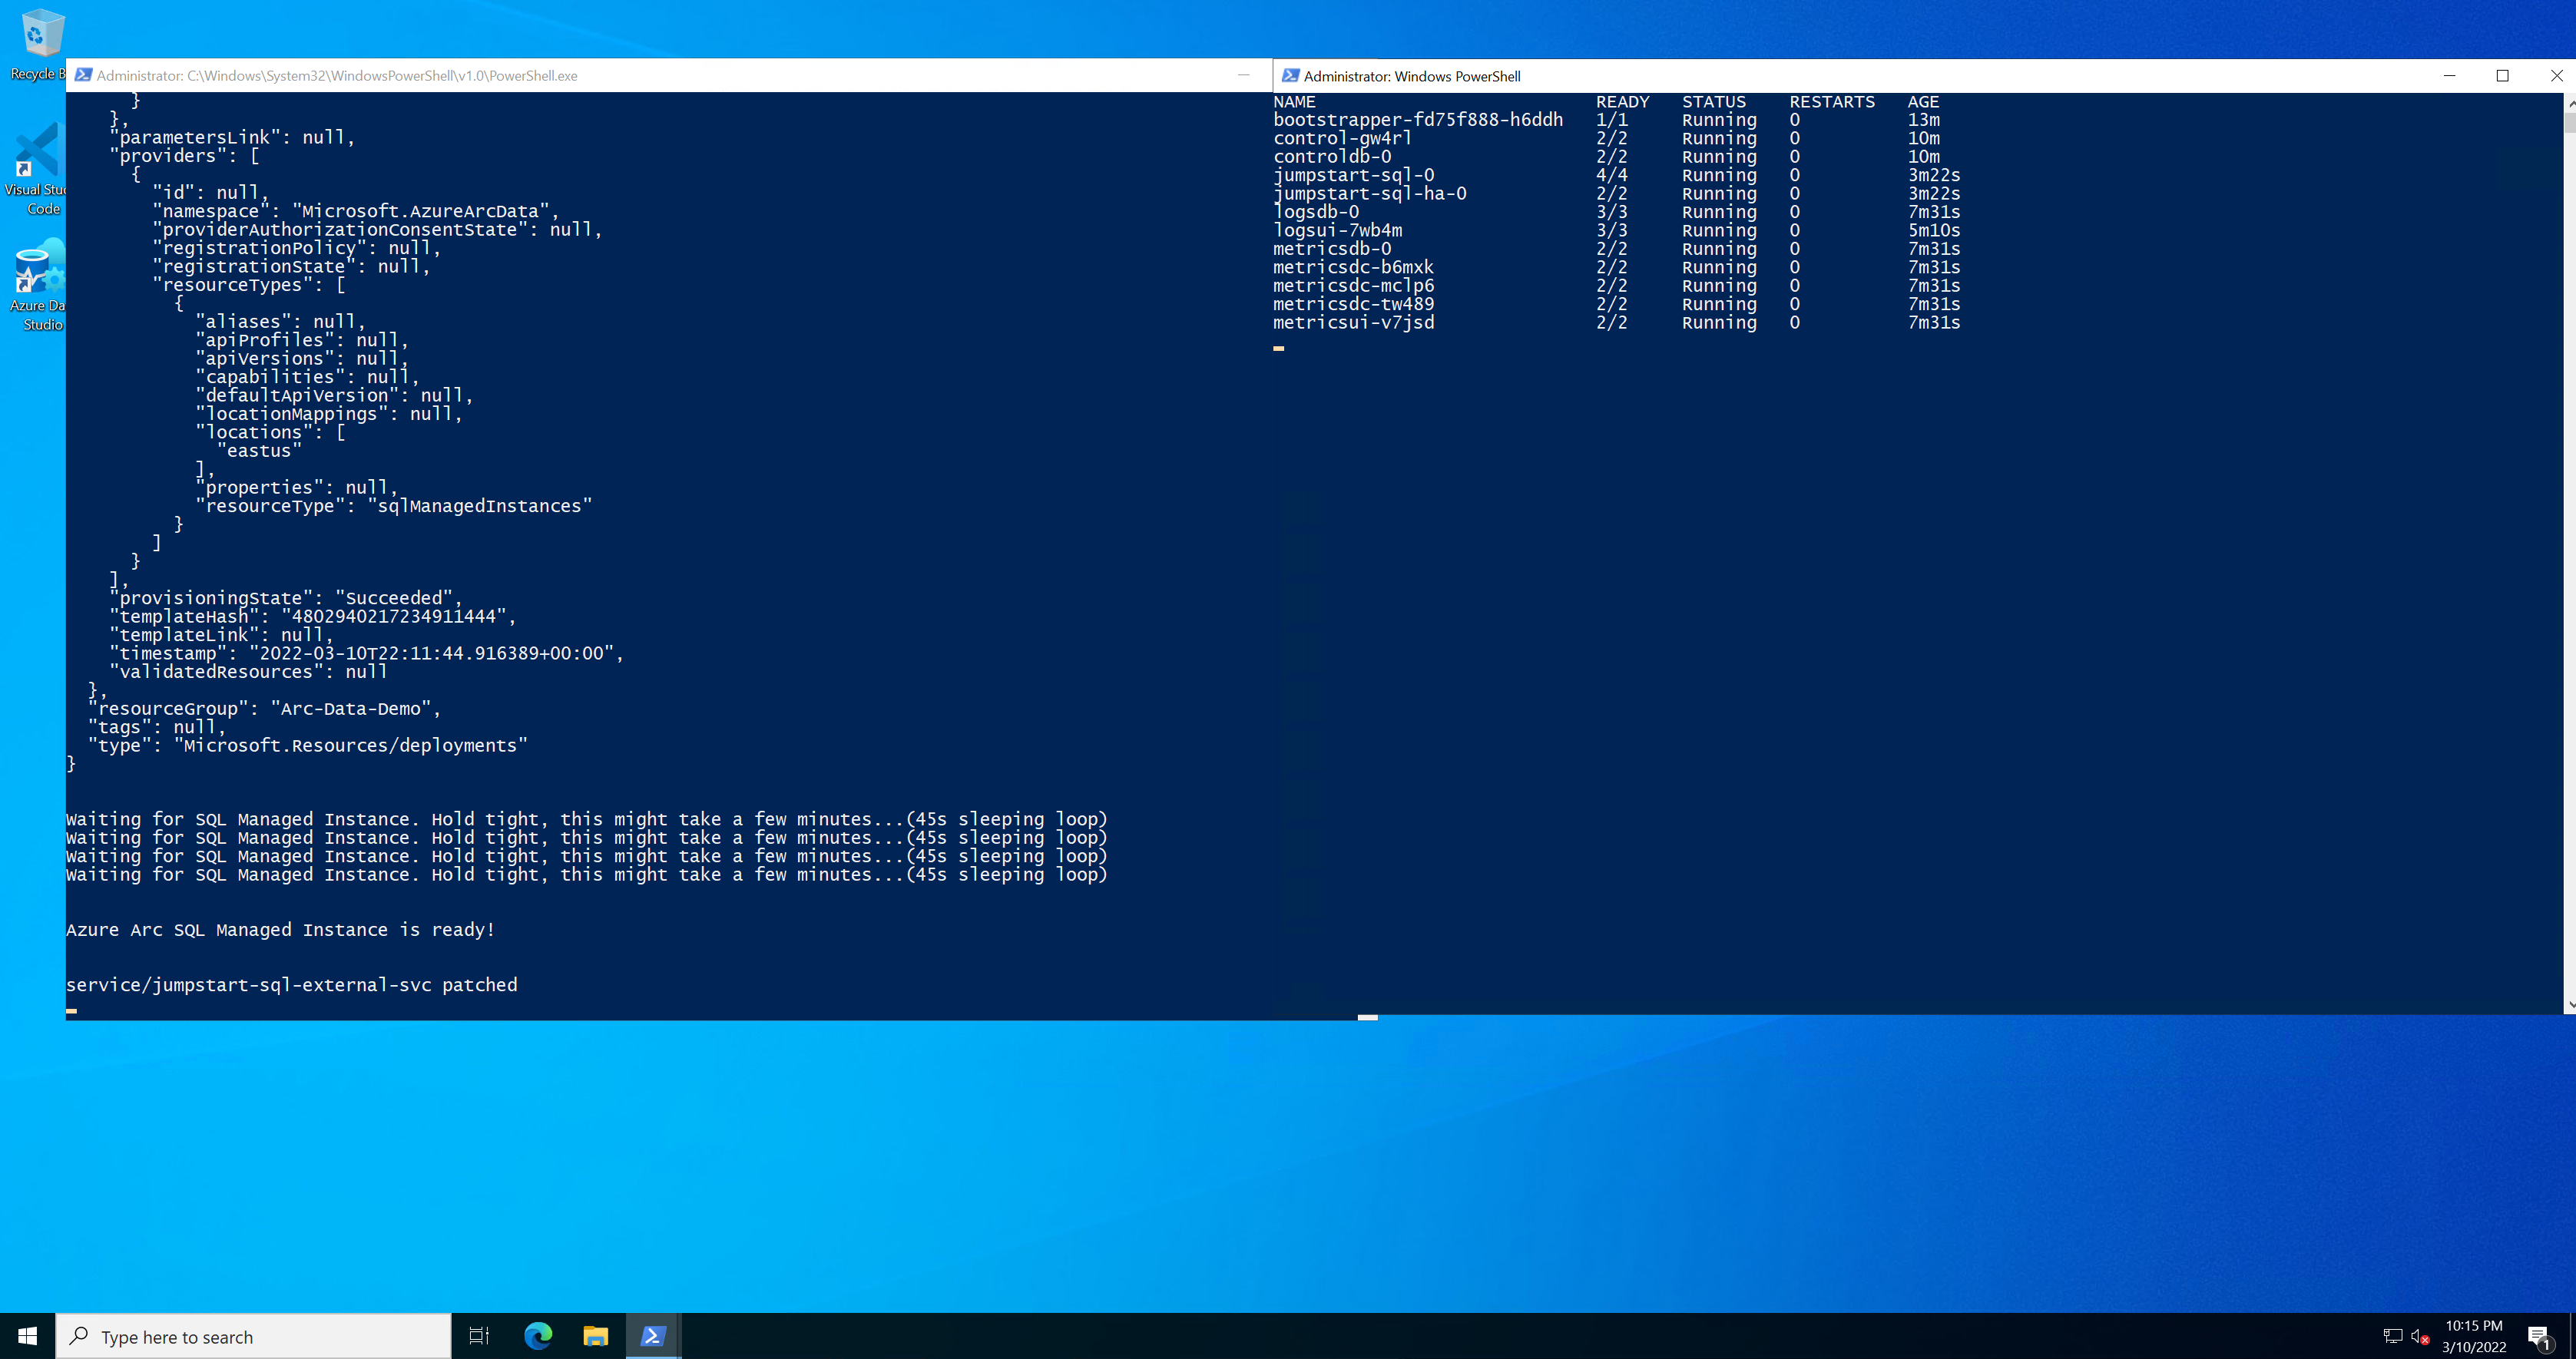 Recycle B
Visual Stu
Code
Azure Da
Studio
Administrator: C:\Windows\System32\WindowsPowerShell\v1.0\PowerShell.exe
}
},
"parametersLink": null,
"providers": [
{
"id": null,
"namespace": "Microsoft.AzureArcData",
"providerAuthorizationConsentState": null,
"registrationPolicy": null,
"registrationState": null,
"resourceTypes": [
{
"aliases": null,
"apiProfiles": null,
"apiVersions": null,
"capabilities": null,
"defaultApiVersion": null,
"locationMappings": null,
"locations": [
"eastus"
],
"properties": null,
"resourceType": "sqlManagedInstances"
}
]
}
],
"provisioningState": "Succeeded",
"templateHash": "4802940217234911444",
"templateLink": null,
"timestamp": "2022-03-10T22:11:44.916389+00:00",
"validatedResources": null
},
"resourceGroup": "Arc-Data-Demo",
"tags": null,
"type": "Microsoft.Resources/deployments"
}
Waiting for SQL Managed Instance. Hold tight, this might take a few minutes...(45s sleeping loop)
Waiting for SQL Managed Instance. Hold tight, this might take a few minutes...(45s sleeping loop)
Waiting for SQL Managed Instance. Hold tight, this might take a few minutes...(45s sleeping loop)
Waiting for SQL Managed Instance. Hold tight, this might take a few minutes...(45s sleeping loop)
Azure Arc SQL Managed Instance is ready!
service/jumpstart-sql-external-svc patched
Administrator: Windows PowerShell
NAME READY STATUS RESTARTS AGE
bootstrapper-fd75f888-h6ddh 1/1 Running 0 13m
control-gw4rl 2/2 Running 0 10m
controldb-0 2/2 Running 0 10m
jumpstart-sql-0 4/4 Running 0 3m22s
jumpstart-sql-ha-0 2/2 Running 0 3m22s
logsdb-0 3/3 Running 0 7m31s
logsui-7wb4m 3/3 Running 0 5m10s
metricsdb-0 2/2 Running 0 7m31s
metricsdc-b6mxk 2/2 Running 0 7m31s
metricsdc-mclp6 2/2 Running 0 7m31s
metricsdc-tw489 2/2 Running 0 7m31s
metricsui-v7jsd 2/2 Running 0 7m31s
Type here to search
10:15 PM
3/10/2022
1